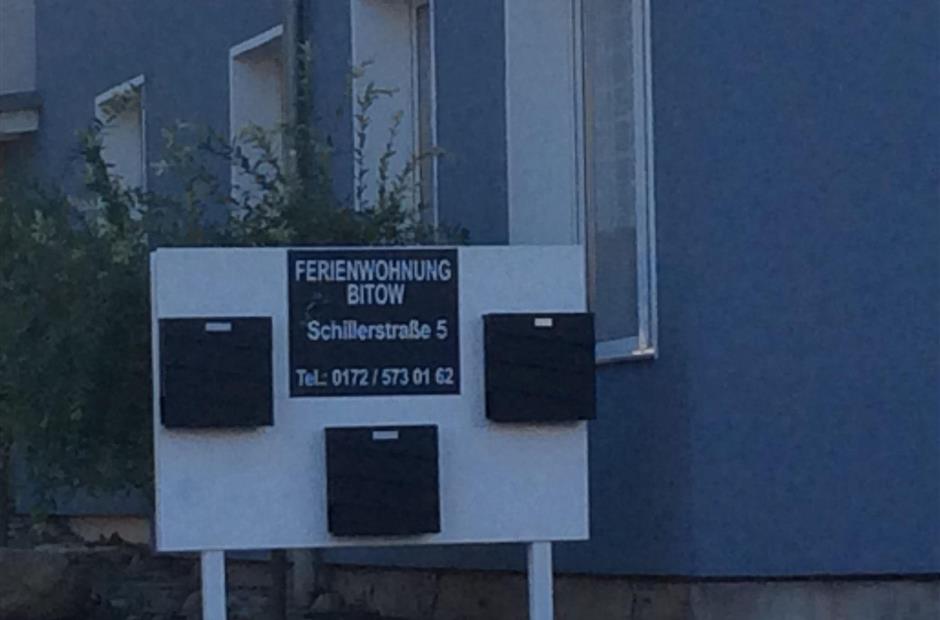 FERIENWOHNUNG
BITOW
Schillerstraße 5
Tel.: 0172 / 573 01 62